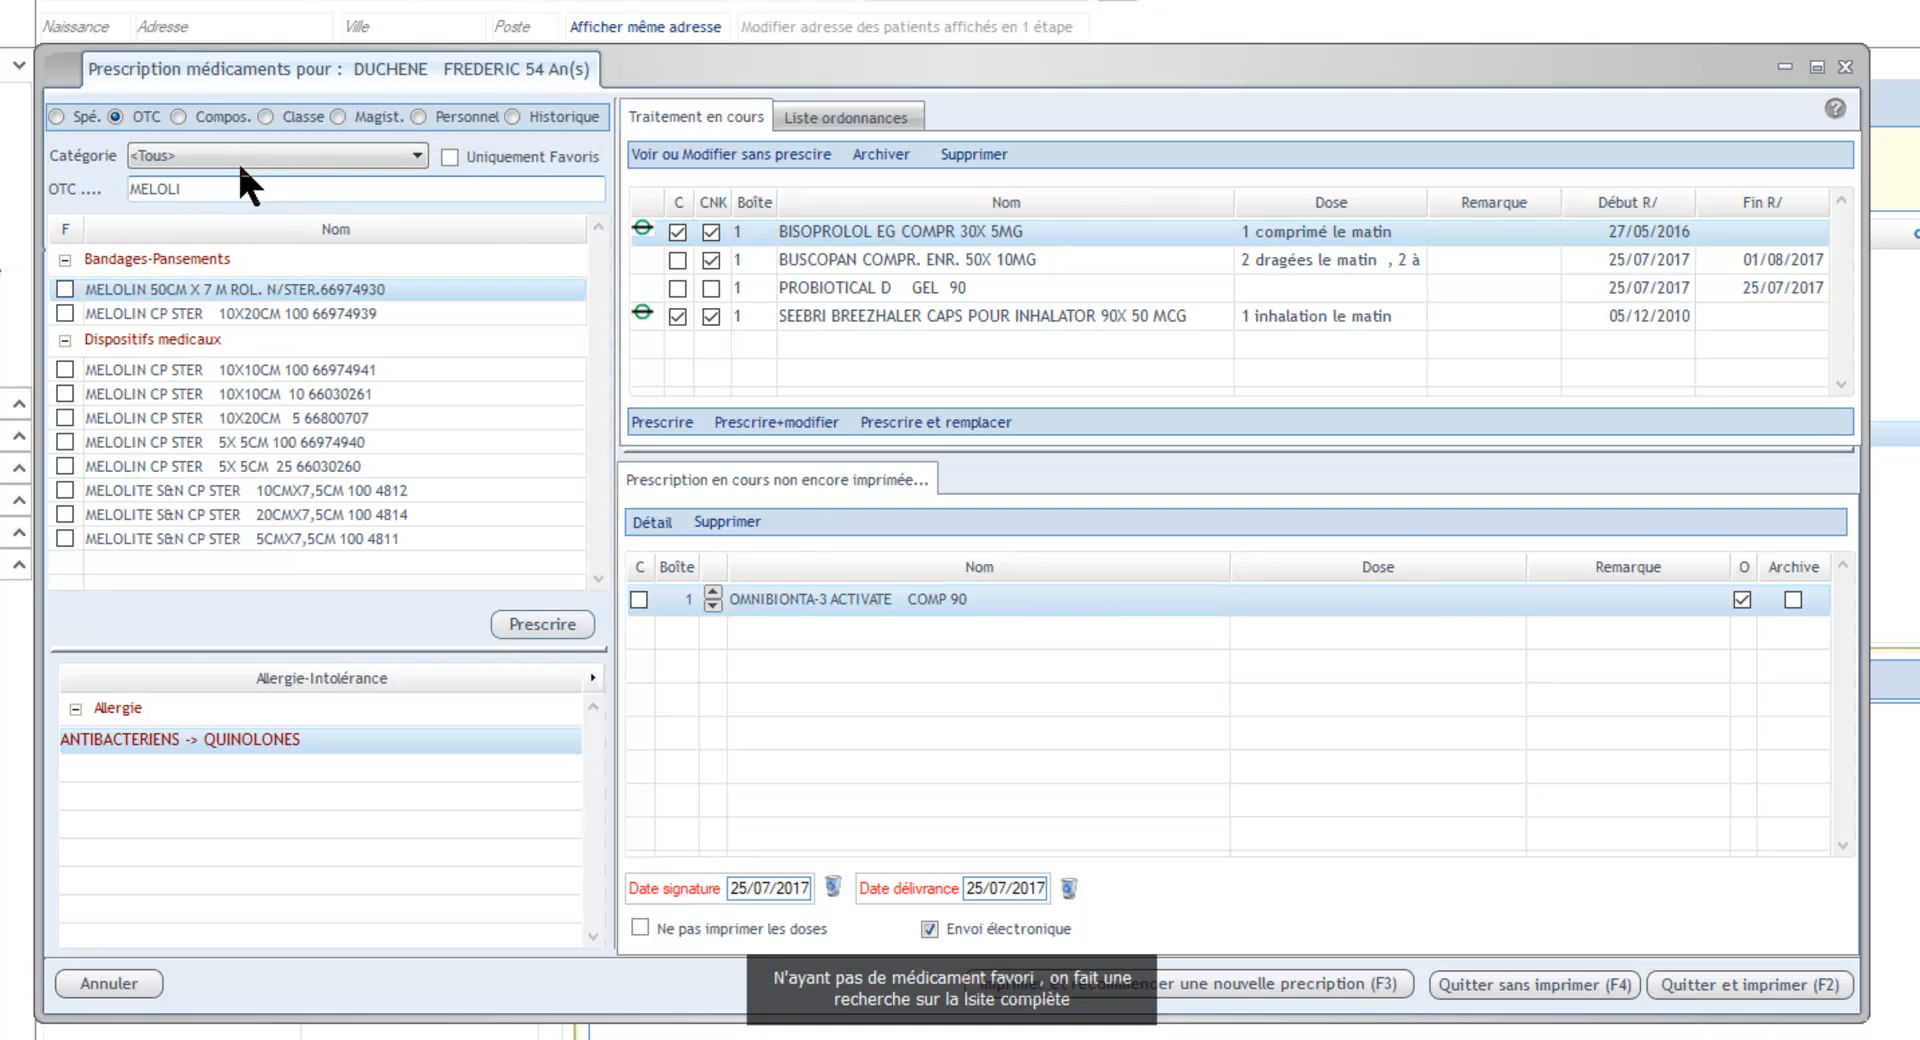 Naissance Adresse Ville Poste Afficher même adresse Modifier adresse des patients affichés en 1 étape
Prescription médicaments pour : DUCHENE FREDERIC 54 An(s)
Spé. OTC Compos. Classe Magist. Personnel Historique
Catégorie <Tous> Uniquement Favoris
OTC .... MELOLI
F Nom
Bandages-Pansements
MELOLIN 50CM X 7 M ROL. N/STER.66974930
MELOLIN CP STER 10X20CM 100 66974939
Dispositifs medicaux
MELOLIN CP STER 10X10CM 100 66974941
MELOLIN CP STER 10X10CM 10 66030261
MELOLIN CP STER 10X20CM 5 66800707
MELOLIN CP STER 5X 5CM 100 66974940
MELOLIN CP STER 5X 5CM 25 66030260
MELOLITE S&N CP STER 10CMX7,5CM 100 4812
MELOLITE S&N CP STER 20CMX7,5CM 100 4814
MELOLITE S&N CP STER 5CMX7,5CM 100 4811
Prescrire
Allergie-Intolérance
Allergie
ANTIBACTERIENS -> QUINOLONES
Traitement en cours Liste ordonnances
Voir ou Modifier sans prescire Archiver Supprimer
C CNK Boîte Nom Dose Remarque Début R/ Fin R/
1 BISOPROLOL EG COMPR 30X 5MG 1 comprimé le matin 27/05/2016
1 BUSCOPAN COMPR. ENR. 50X 10MG 2 dragées le matin , 2 à 25/07/2017 01/08/2017
1 PROBIOTICAL D GEL 90 25/07/2017 25/07/2017
1 SEEBRI BREEZHALER CAPS POUR INHALATOR 90X 50 MCG 1 inhalation le matin 05/12/2010
Prescrire Prescrire+modifier Prescrire et remplacer
Prescription en cours non encore imprimée...
Détail Supprimer
C Boîte Nom Dose Remarque O Archive
1 OMNIBIONTA-3 ACTIVATE COMP 90
Date signature 25/07/2017 Date délivrance 25/07/2017
Ne pas imprimer les doses Envoi électronique
Annuler
er une nouvelle precription (F3) Quitter sans imprimer (F4) Quitter et imprimer (F2)
N'ayant pas de médicament favori , on fait une
recherche sur la lsite complète